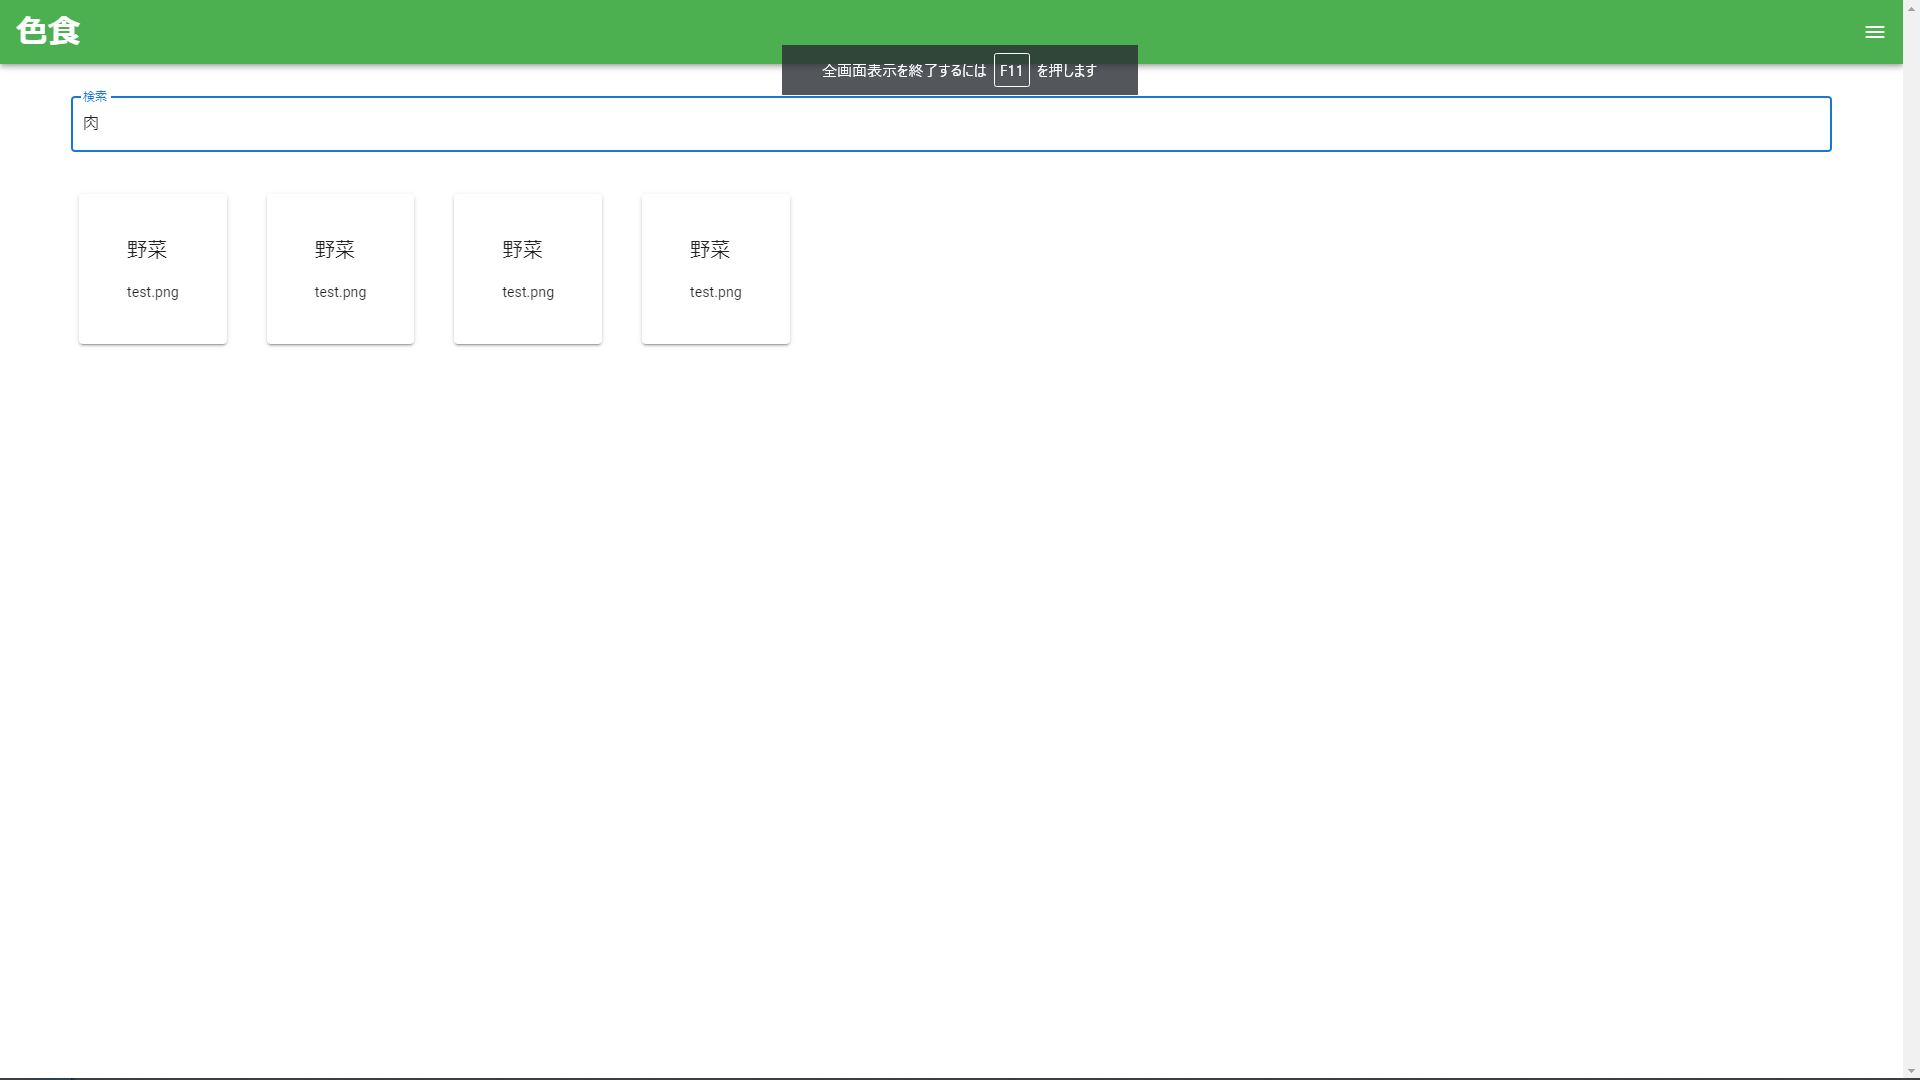 色食
全画面表示を終了するには F11 を押します
検索
肉
野菜 野菜 野菜 野菜
test.png test.png test.png test.png